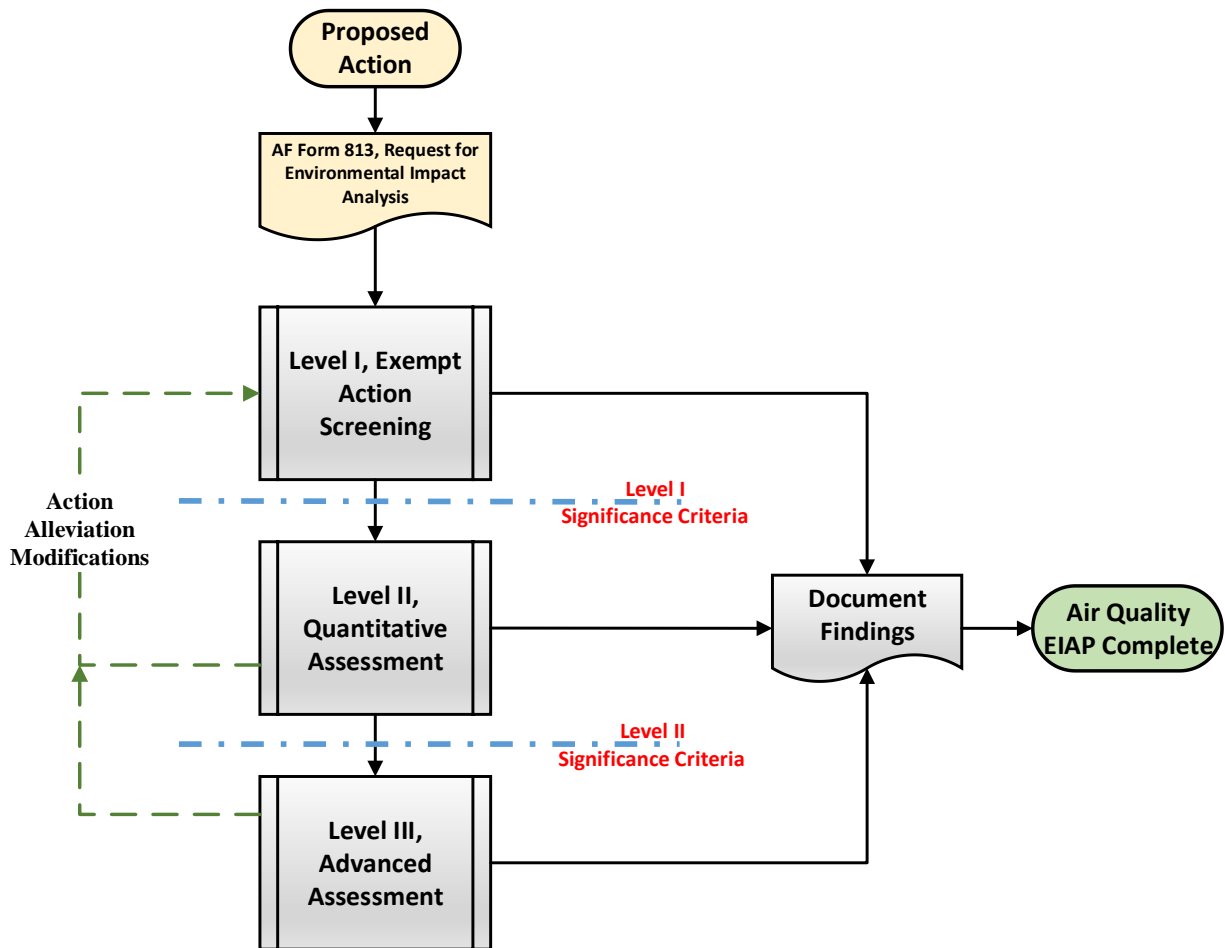 Proposed
Action
AF Form 813, Request for
Environmental Impact
Analysis
Level I, Exempt
Action
Screening
Level I
Significance Criteria
Action
Alleviation
Modifications
Level II,
Quantitative
Assessment
Document
Findings
Air Quality
EIAP Complete
Level II
Significance Criteria
Level III,
Advanced
Assessment